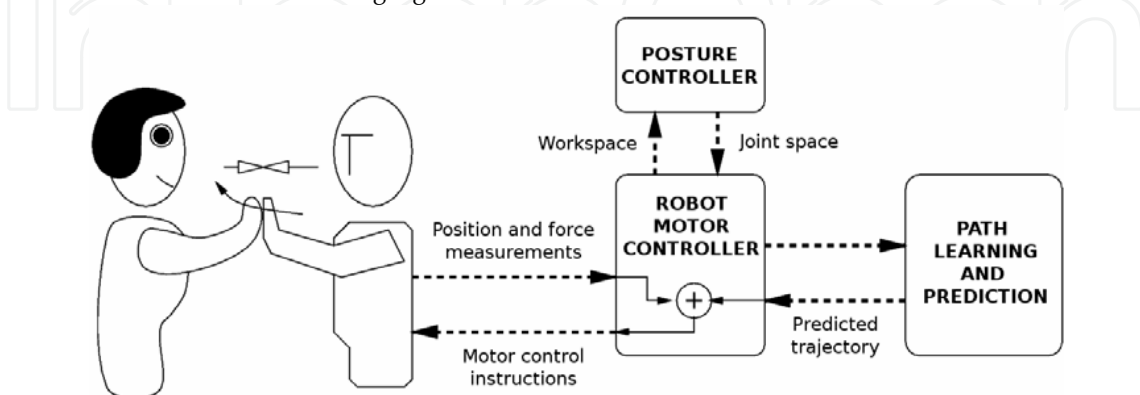 POSTURE
CONTROLLER
Workspace
Joint space
ROBOT
MOTOR
CONTROLLER
Position and force
measurements
+
PATH
LEARNING
AND
PREDICTION
Predicted
trajectory
Motor control
instructions